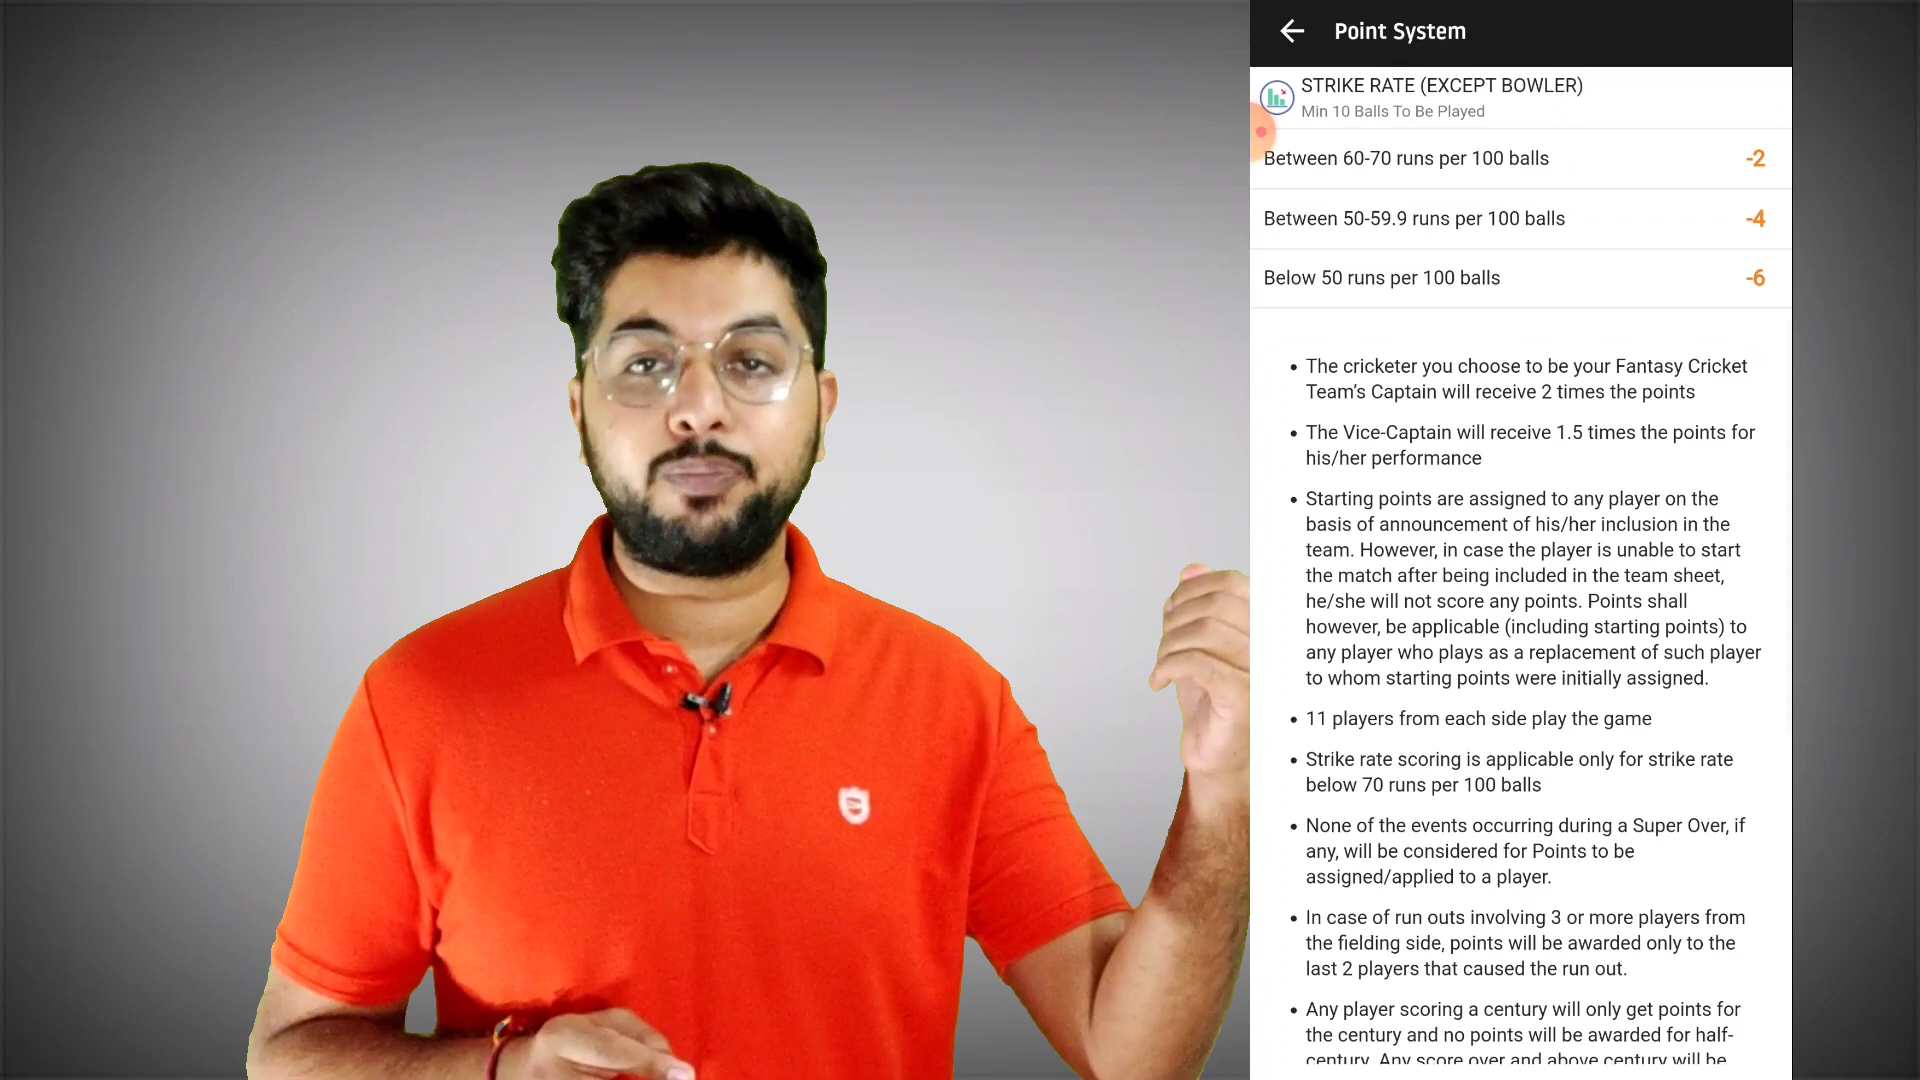 Point System
STRIKE RATE (EXCEPT BOWLER)
Min 10 Balls To Be Played
Between 60-70 runs per 100 balls -2
Between 50-59.9 runs per 100 balls -4
Below 50 runs per 100 balls -6
• The cricketer you choose to be your Fantasy Cricket
Team’s Captain will receive 2 times the points
• The Vice-Captain will receive 1.5 times the points for
his/her performance
• Starting points are assigned to any player on the
basis of announcement of his/her inclusion in the
team. However, in case the player is unable to start
the match after being included in the team sheet,
he/she will not score any points. Points shall
however, be applicable (including starting points) to
any player who plays as a replacement of such player
to whom starting points were initially assigned.
• 11 players from each side play the game
• Strike rate scoring is applicable only for strike rate
below 70 runs per 100 balls
• None of the events occurring during a Super Over, if
any, will be considered for Points to be
assigned/applied to a player.
• In case of run outs involving 3 or more players from
the fielding side, points will be awarded only to the
last 2 players that caused the run out.
• Any player scoring a century will only get points for
the century and no points will be awarded for half-
century. Any score over and above century will be